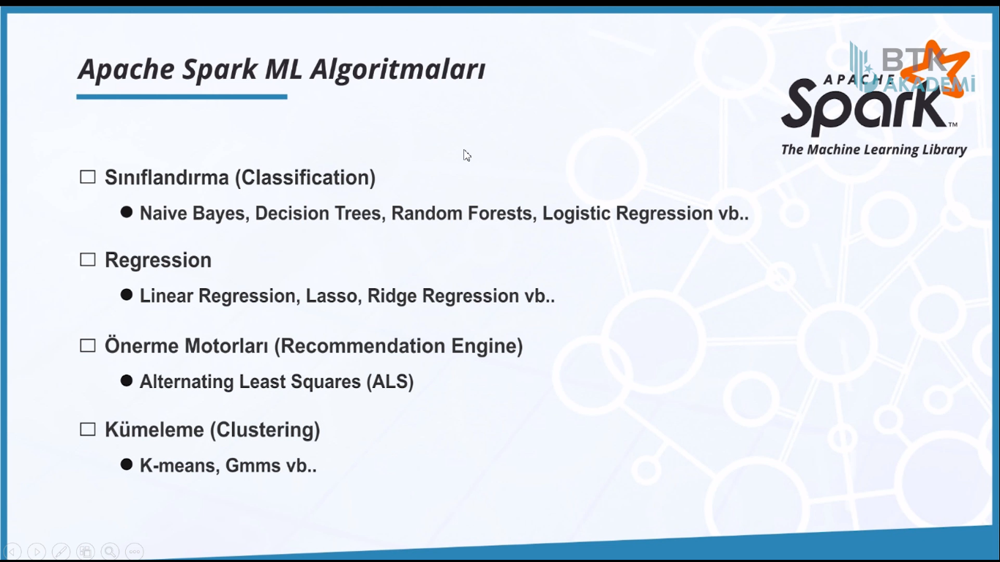 Apache Spark ML Algoritmaları
BTK
AKADEMİ
APACHE
Spark™
The Machine Learning Library
Sınıflandırma (Classification)
Naive Bayes, Decision Trees, Random Forests, Logistic Regression vb..
Regression
Linear Regression, Lasso, Ridge Regression vb..
Önerme Motorları (Recommendation Engine)
Alternating Least Squares (ALS)
Kümeleme (Clustering)
K-means, Gmms vb..